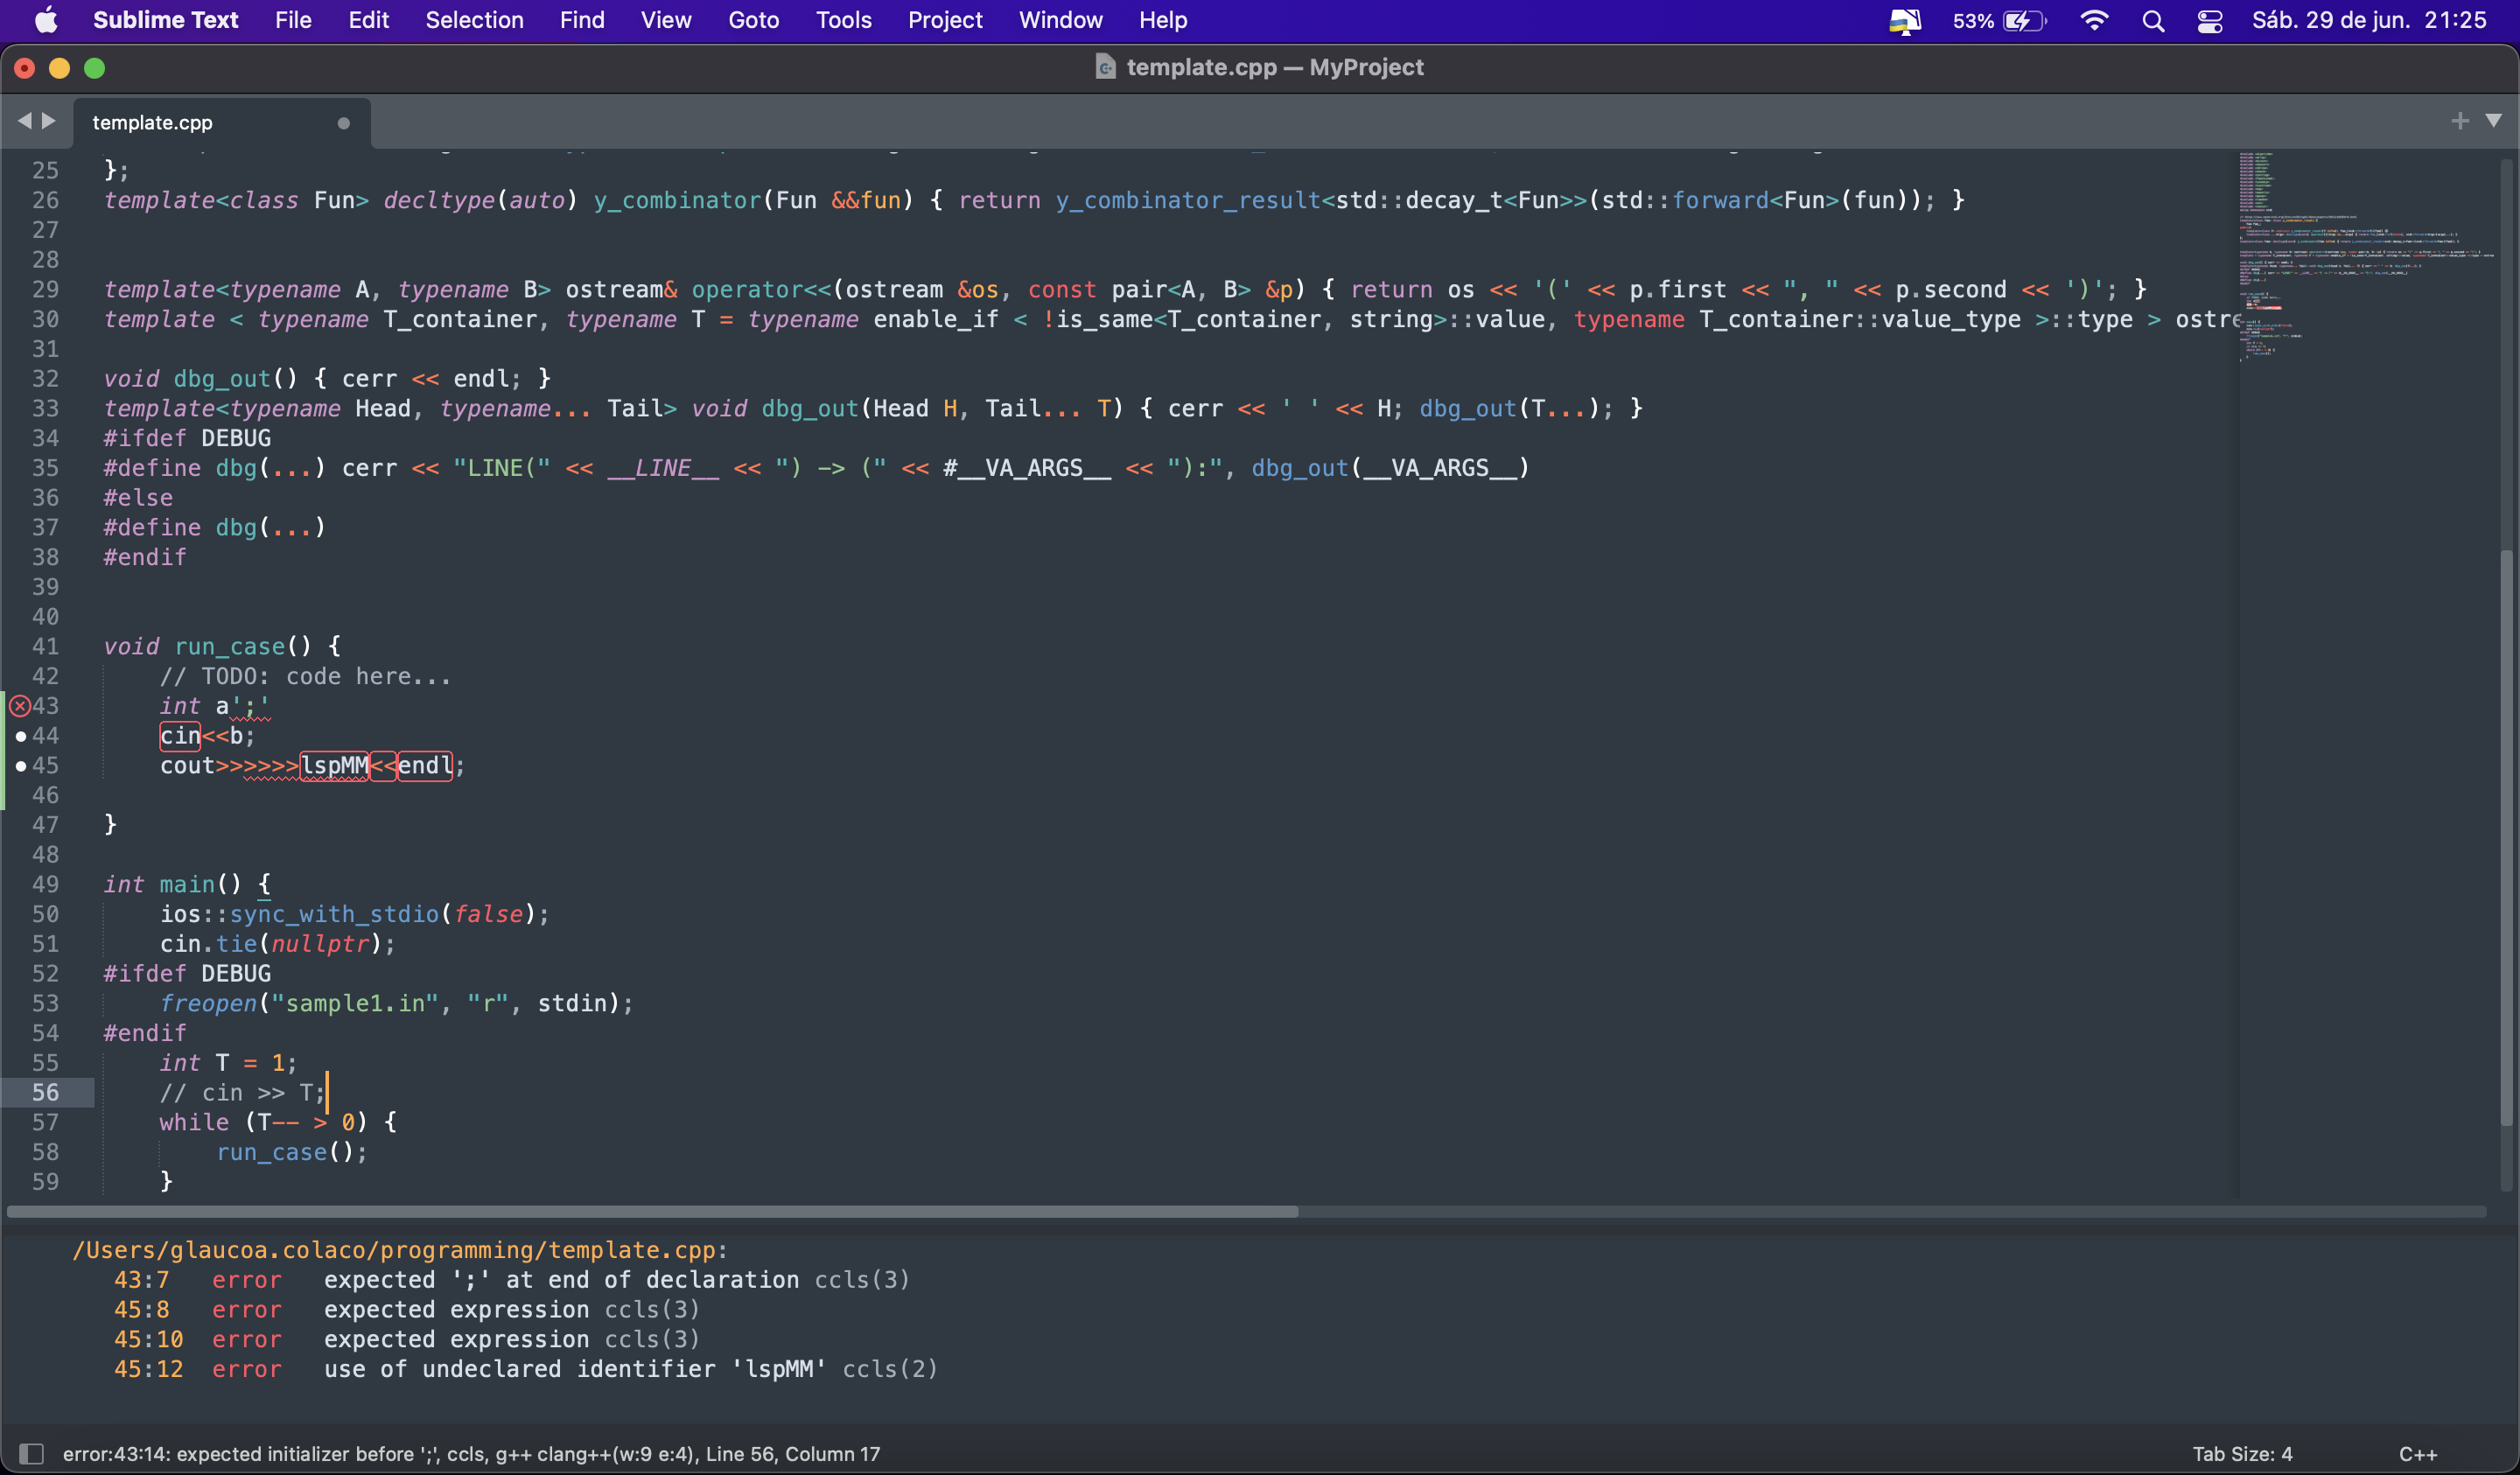 Sublime Text File Edit Selection Find View Goto Tools Project Window Help 53% Sáb. 29 de jun. 21:25
template.cpp — MyProject
template.cpp
25 };
26 template<class Fun> decltype(auto) y_combinator(Fun &&fun) { return y_combinator_result<std::decay_t<Fun>>(std::forward<Fun>(fun)); }
27
28
29 template<typename A, typename B> ostream& operator<<(ostream &os, const pair<A, B> &p) { return os << '(' << p.first << ", " << p.second << ')'; }
30 template < typename T_container, typename T = typename enable_if < !is_same<T_container, string>::value, typename T_container::value_type >::type > ostre
31
32 void dbg_out() { cerr << endl; }
33 template<typename Head, typename... Tail> void dbg_out(Head H, Tail... T) { cerr << ' ' << H; dbg_out(T...); }
34 #ifdef DEBUG
35 #define dbg(...) cerr << "LINE(" << __LINE__ << ") -> (" << #__VA_ARGS__ << "):", dbg_out(__VA_ARGS__)
36 #else
37 #define dbg(...)
38 #endif
39
40
41 void run_case() {
42     // TODO: code here...
43     int a';'
44     cin<<b;
45     cout>>>>>>lspMM<<endl;
46
47 }
48
49 int main() {
50     ios::sync_with_stdio(false);
51     cin.tie(nullptr);
52 #ifdef DEBUG
53     freopen("sample1.in", "r", stdin);
54 #endif
55     int T = 1;
56     // cin >> T;
57     while (T-- > 0) {
58         run_case();
59     }
/Users/glaucoa.colaco/programming/template.cpp:
43:7 error expected ';' at end of declaration ccls(3)
45:8 error expected expression ccls(3)
45:10 error expected expression ccls(3)
45:12 error use of undeclared identifier 'lspMM' ccls(2)
error:43:14: expected initializer before ';', ccls, g++ clang++(w:9 e:4), Line 56, Column 17 Tab Size: 4 C++